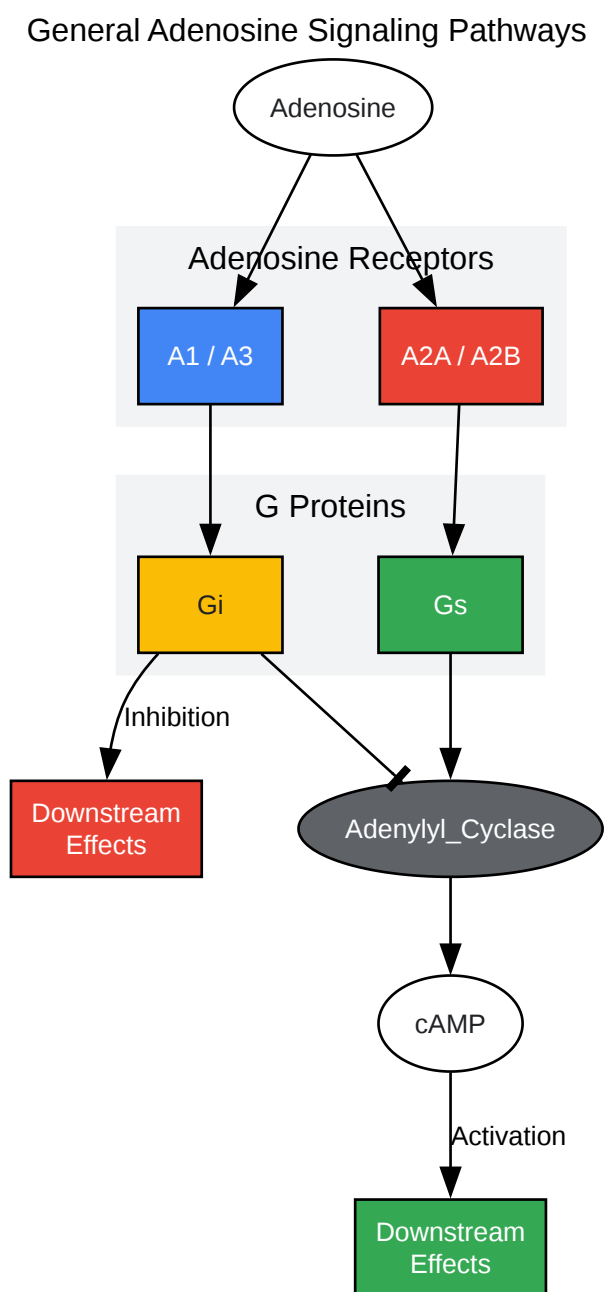 General Adenosine Signaling Pathways
Adenosine
Adenosine Receptors
A1 / A3
A2A / A2B
G Proteins
Gi
Gs
Inhibition
Downstream
Effects
Adenylyl_Cyclase
cAMP
Activation
Downstream
Effects